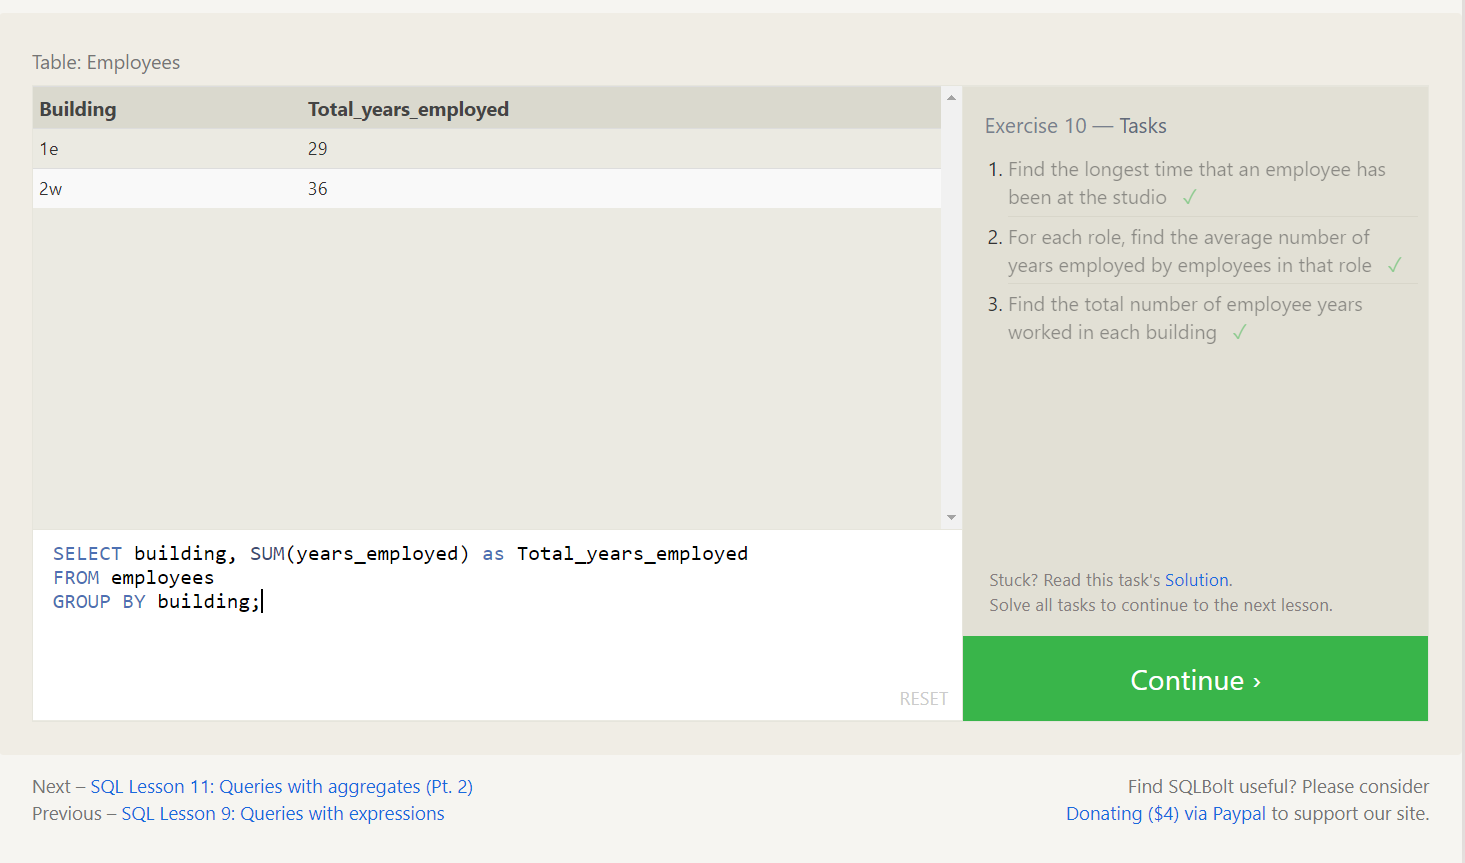 Table: Employees
Building Total_years_employed
1e 29
2w 36
SELECT building, SUM(years_employed) as Total_years_employed
FROM employees
GROUP BY building;
RESET
Exercise 10 — Tasks
1. Find the longest time that an employee has
been at the studio ✓
2. For each role, find the average number of
years employed by employees in that role ✓
3. Find the total number of employee years
worked in each building ✓
Stuck? Read this task's Solution.
Solve all tasks to continue to the next lesson.
Continue ›
Next – SQL Lesson 11: Queries with aggregates (Pt. 2)
Previous – SQL Lesson 9: Queries with expressions
Find SQLBolt useful? Please consider
Donating ($4) via Paypal to support our site.